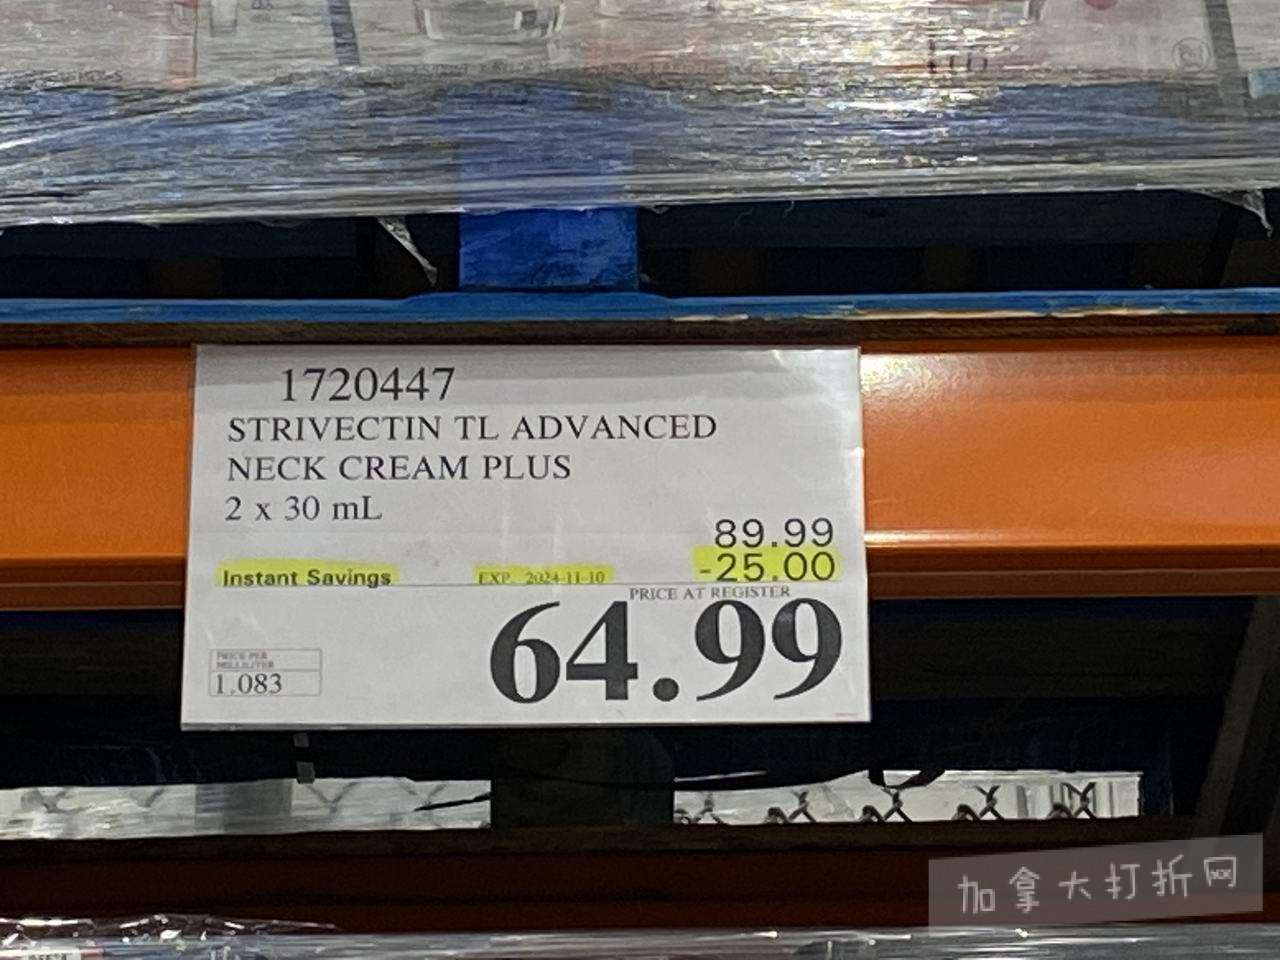 1720447
STRIVECTIN TL ADVANCED
NECK CREAM PLUS
2 x 30 mL
89.99
Instant Savings EXP. 2024-11-10 -25.00
PRICE AT REGISTER
64.99
PRICE PER
MILLILITER
1.083
加拿大打折网